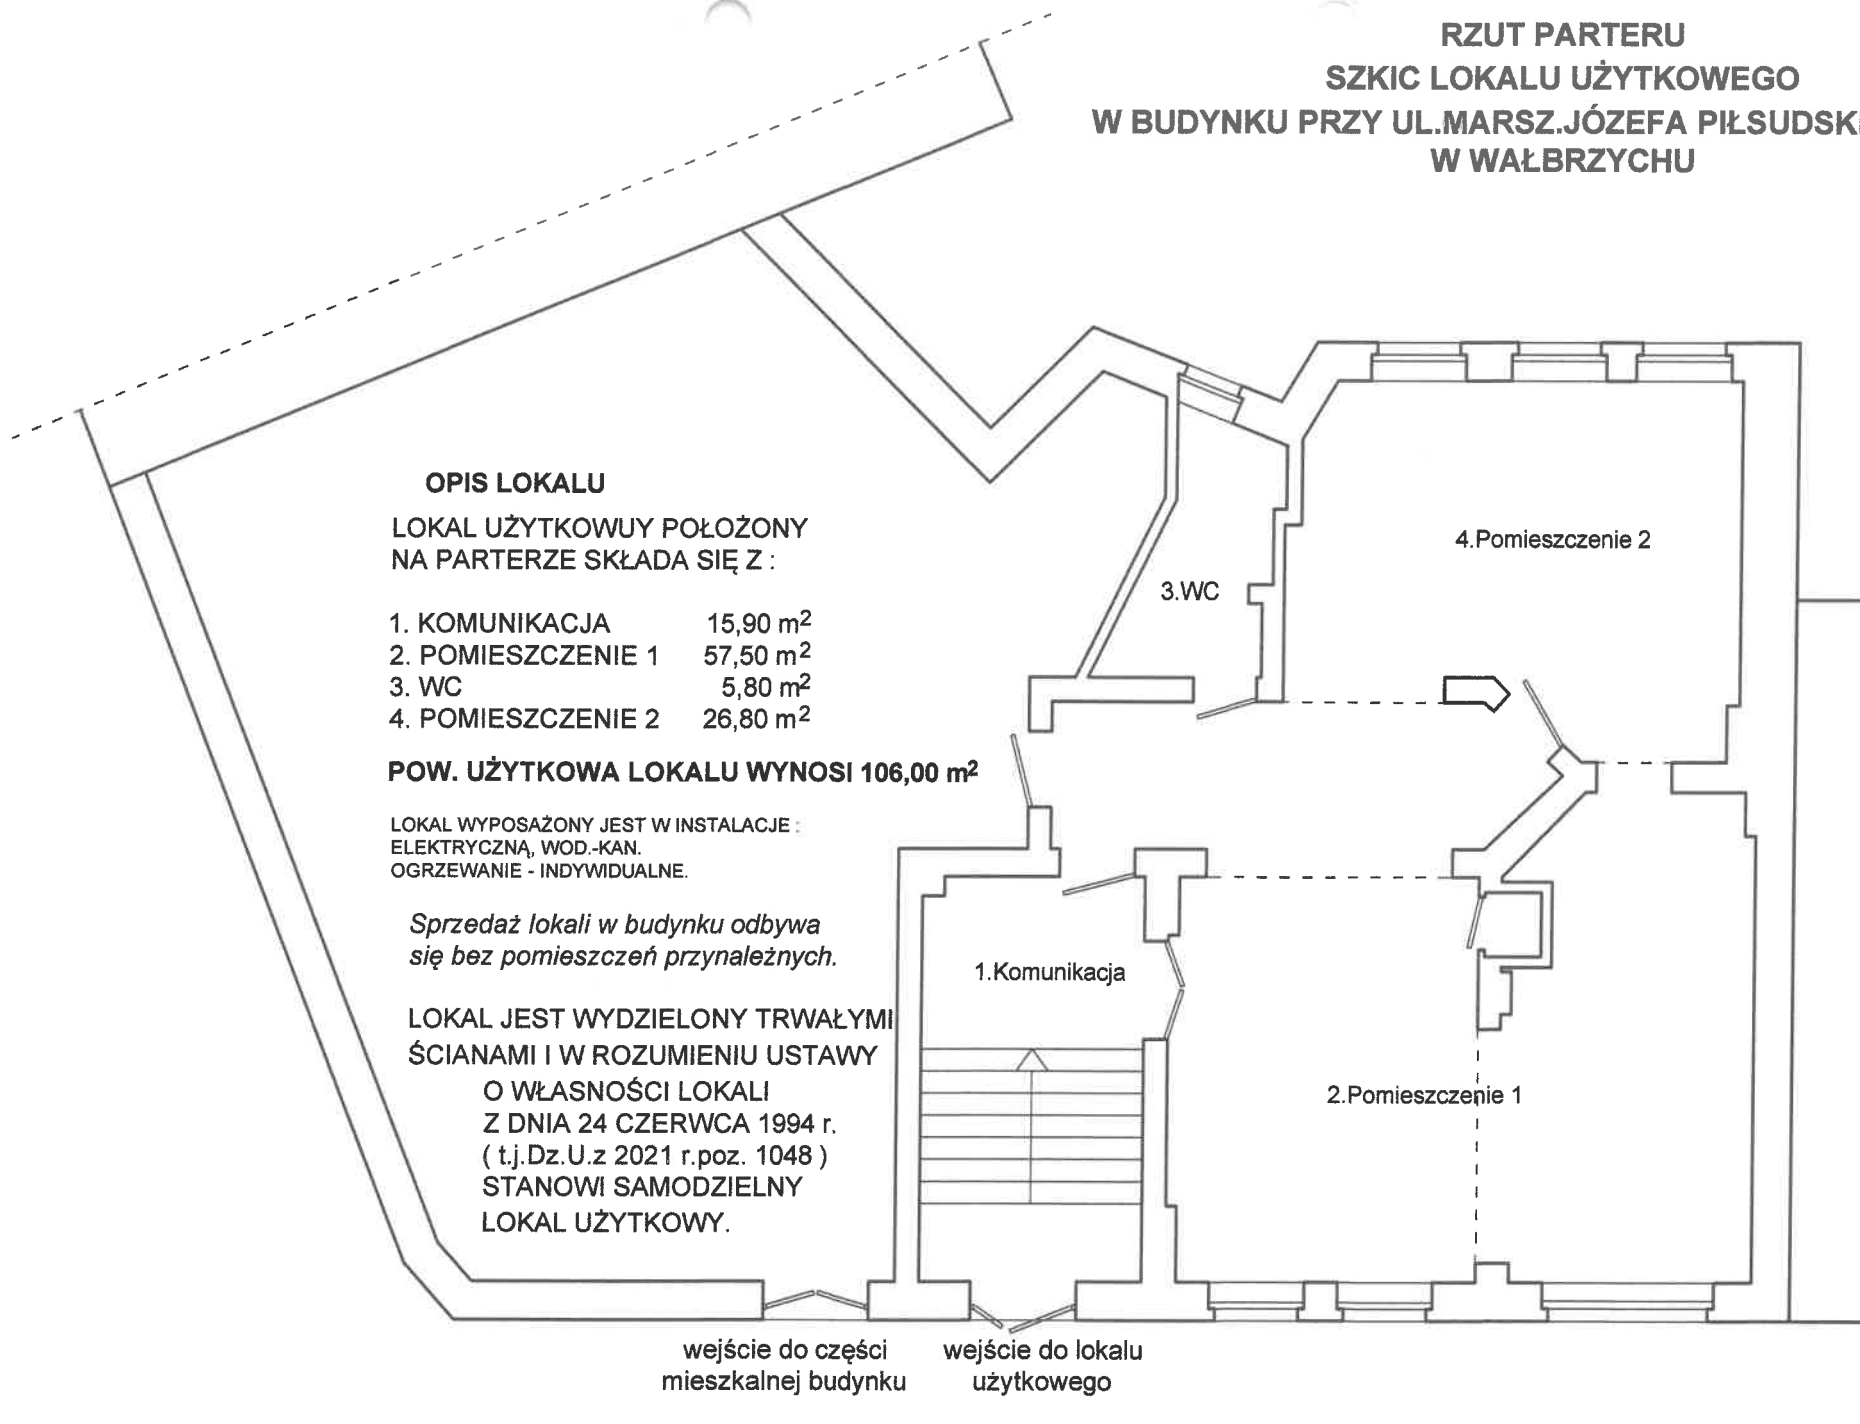 RZUT PARTERU
SZKIC LOKALU UŻYTKOWEGO
W BUDYNKU PRZY UL.MARSZ.JÓZEFA PIŁSUDSK
W WAŁBRZYCHU
OPIS LOKALU
LOKAL UŻYTKOWUY POŁOŻONY
NA PARTERZE SKŁADA SIĘ Z :
1. KOMUNIKACJA 15,90 m²
2. POMIESZCZENIE 1 57,50 m²
3. WC 5,80 m²
4. POMIESZCZENIE 2 26,80 m²
POW. UŻYTKOWA LOKALU WYNOSI 106,00 m²
LOKAL WYPOSAŻONY JEST W INSTALACJE :
ELEKTRYCZNĄ, WOD.-KAN.
OGRZEWANIE - INDYWIDUALNE.
Sprzedaż lokali w budynku odbywa
się bez pomieszczeń przynależnych.
LOKAL JEST WYDZIELONY TRWAŁYMI
ŚCIANAMI I W ROZUMIENIU USTAWY
O WŁASNOŚCI LOKALI
Z DNIA 24 CZERWCA 1994 r.
( t.j.Dz.U.z 2021 r.poz. 1048 )
STANOWI SAMODZIELNY
LOKAL UŻYTKOWY.
4.Pomieszczenie 2
3.WC
1.Komunikacja
2.Pomieszczenie 1
wejście do części
mieszkalnej budynku
wejście do lokalu
użytkowego